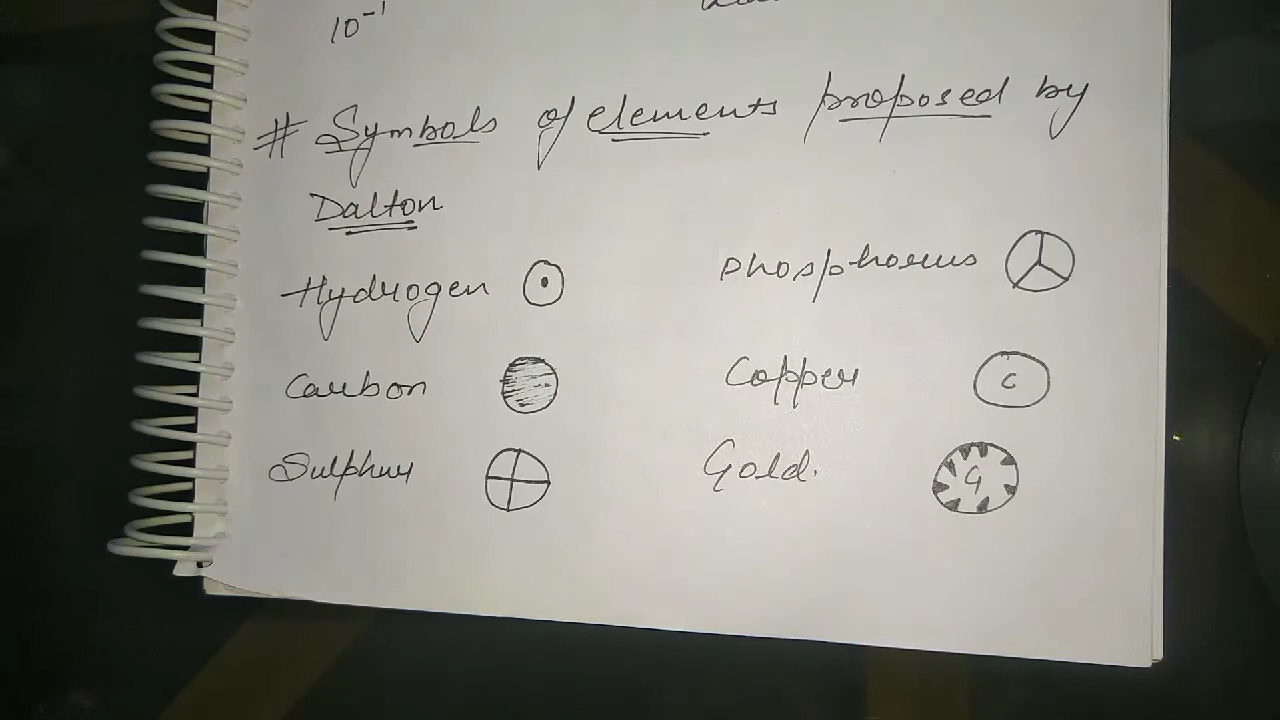 10⁻¹
# Symbols of elements proposed by
Dalton
Hydrogen
Phosphorus
Carbon
Copper C
Sulphur
Gold. G